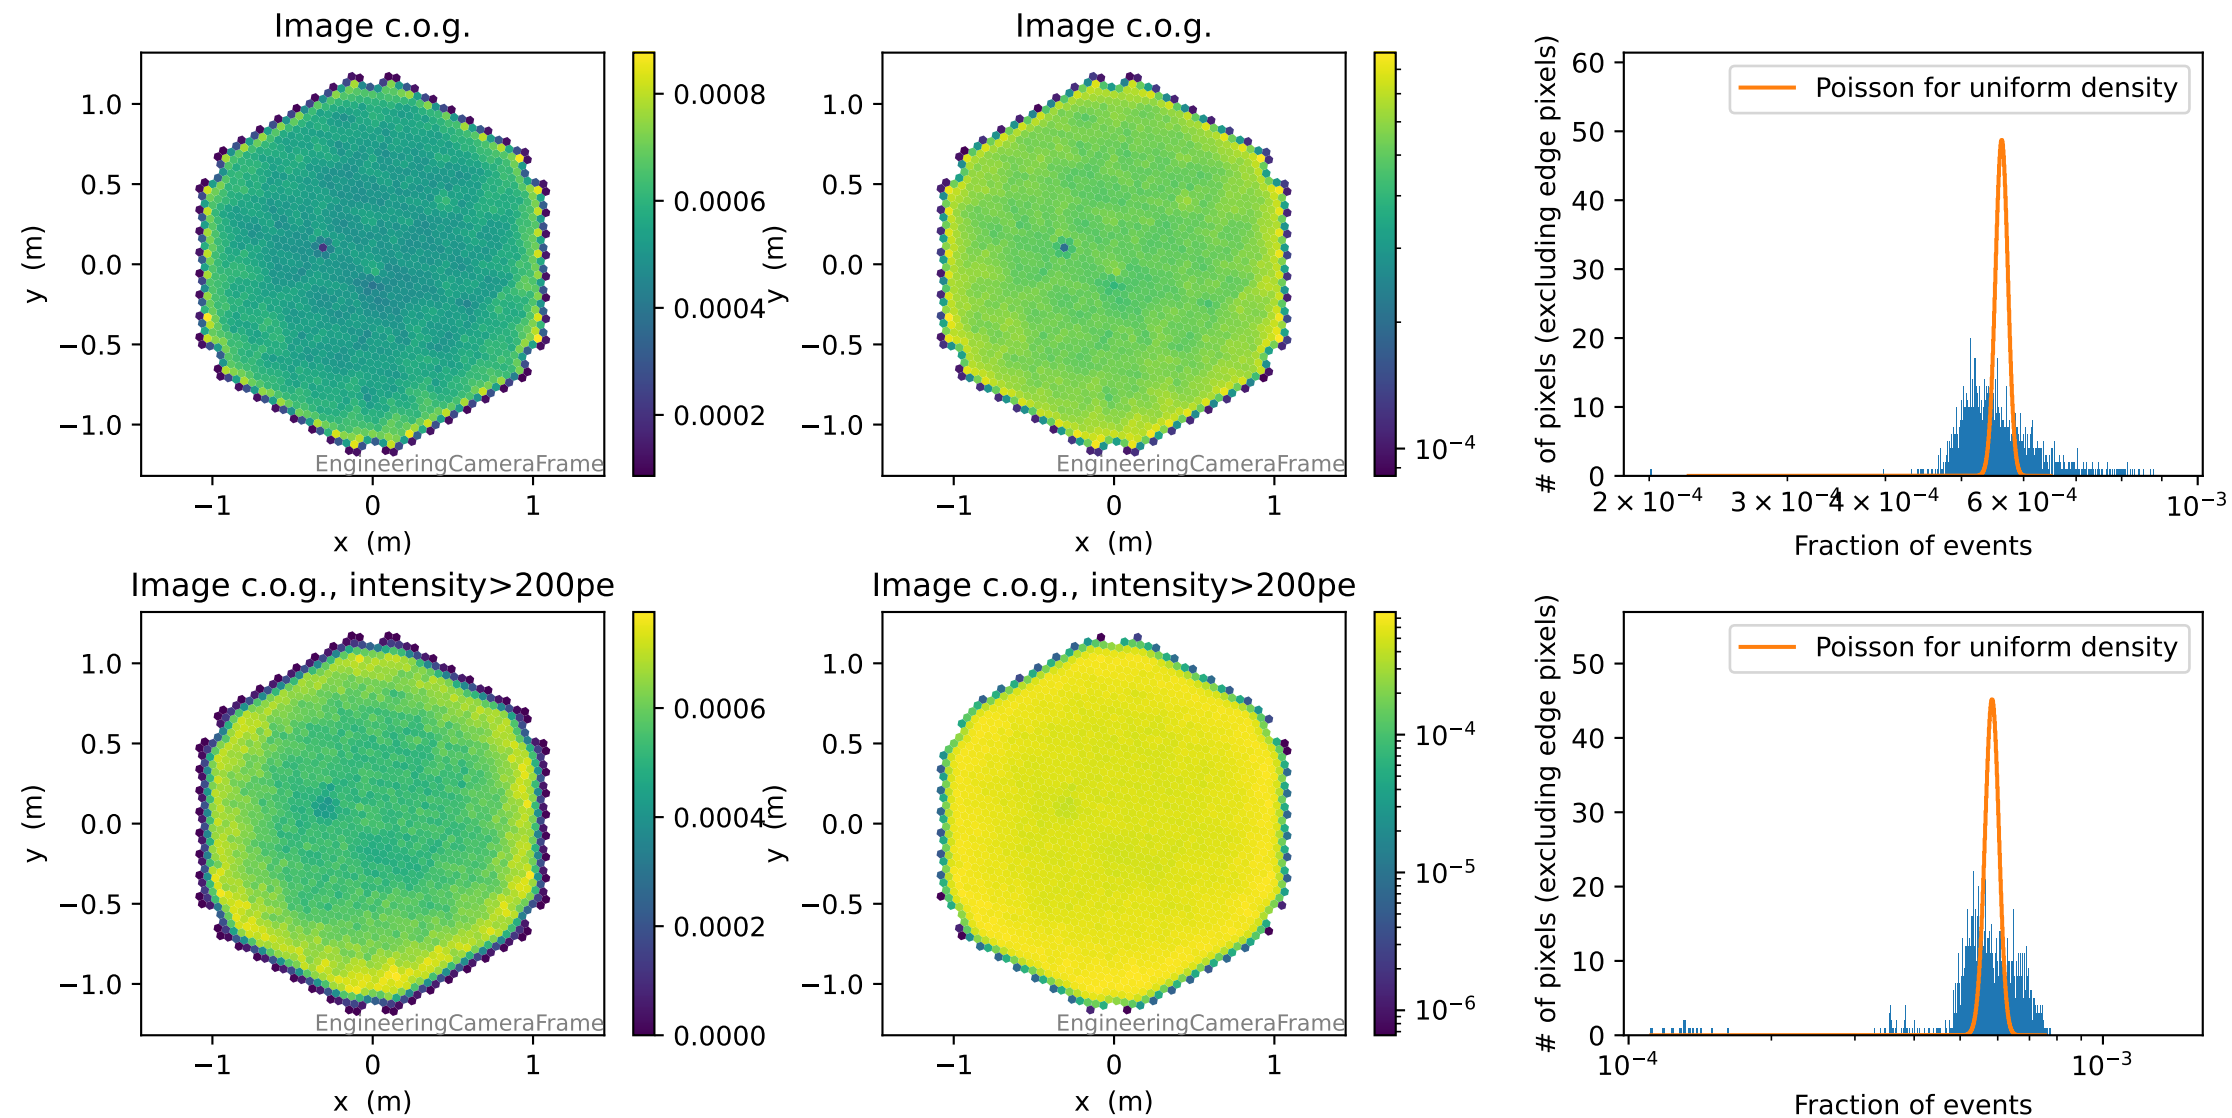 Image c.o.g.
1.0
0.5
0.0
−0.5
−1.0
y (m)
−1
0
1
x (m)
EngineeringCameraFrame
0.0008
0.0006
0.0004
0.0002
Image c.o.g.
1.0
0.5
0.0
−0.5
−1.0
y (m)
−1
0
1
x (m)
EngineeringCameraFrame
10⁻⁴
# of pixels (excluding edge pixels)
60
50
40
30
20
10
0
Poisson for uniform density
2 × 10⁻⁴
3 × 10⁻⁴
4 × 10⁻⁴
6 × 10⁻⁴
10⁻³
Fraction of events
Image c.o.g., intensity>200pe
1.0
0.5
0.0
−0.5
−1.0
y (m)
−1
0
1
x (m)
EngineeringCameraFrame
0.0006
0.0004
0.0002
0.0000
Image c.o.g., intensity>200pe
1.0
0.5
0.0
−0.5
−1.0
y (m)
−1
0
1
x (m)
EngineeringCameraFrame
10⁻⁴
10⁻⁵
10⁻⁶
# of pixels (excluding edge pixels)
50
40
30
20
10
0
Poisson for uniform density
10⁻⁴
10⁻³
Fraction of events